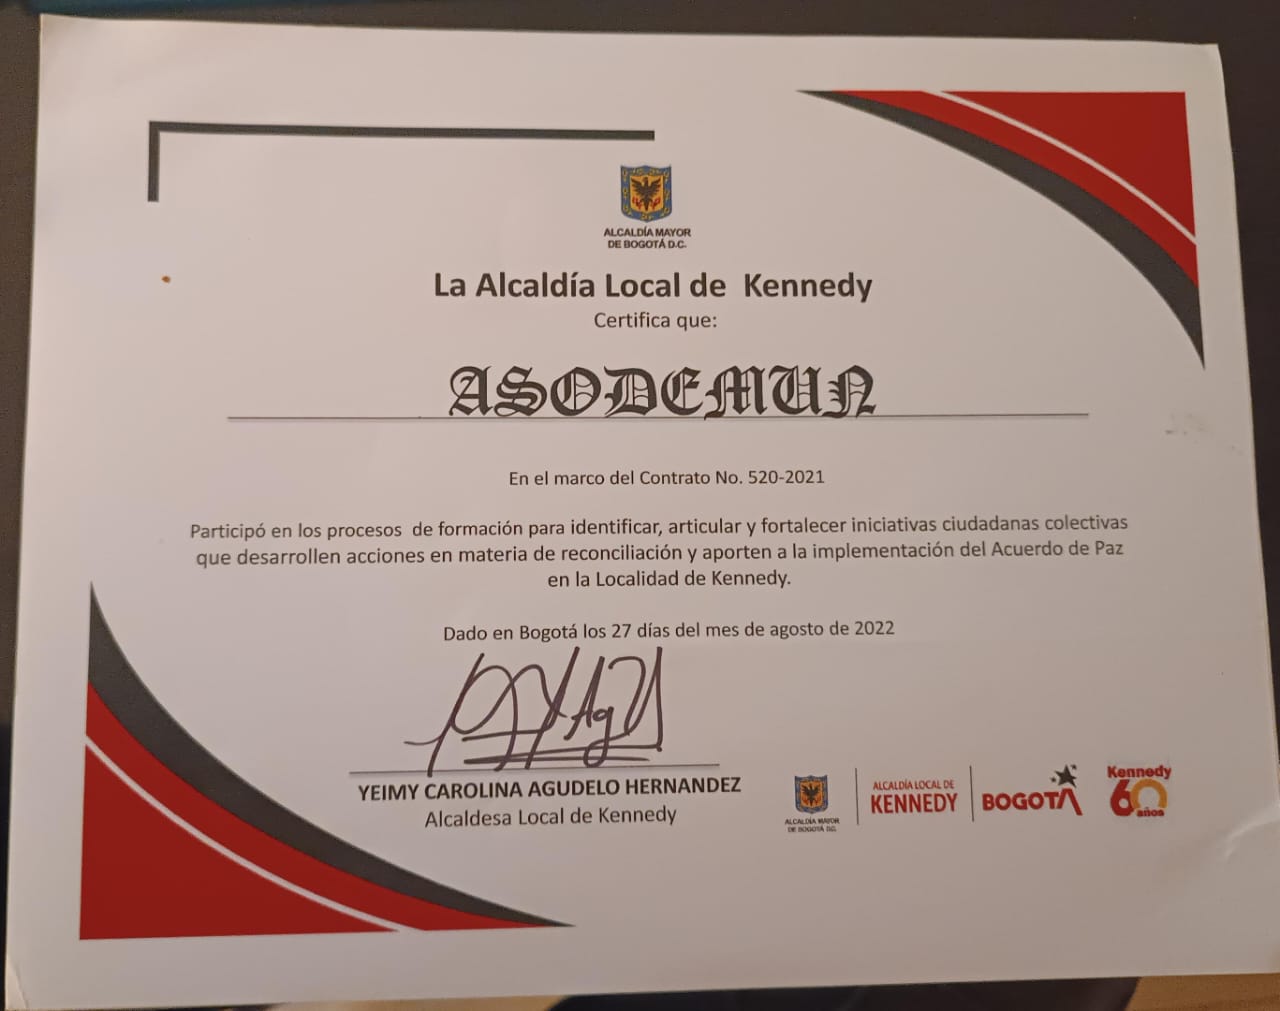 ALCALDÍA MAYOR
DE BOGOTÁ D.C.
La Alcaldía Local de Kennedy
Certifica que:
ASODEMUN
En el marco del Contrato No. 520-2021
Participó en los procesos de formación para identificar, articular y fortalecer iniciativas ciudadanas colectivas
que desarrollen acciones en materia de reconciliación y aporten a la implementación del Acuerdo de Paz
en la Localidad de Kennedy.
Dado en Bogotá los 27 días del mes de agosto de 2022
YEIMY CAROLINA AGUDELO HERNANDEZ
Alcaldesa Local de Kennedy
ALCALDÍA MAYOR
DE BOGOTÁ D.C.
ALCALDÍA LOCAL DE
KENNEDY
BOGOTÁ
Kennedy
60
años